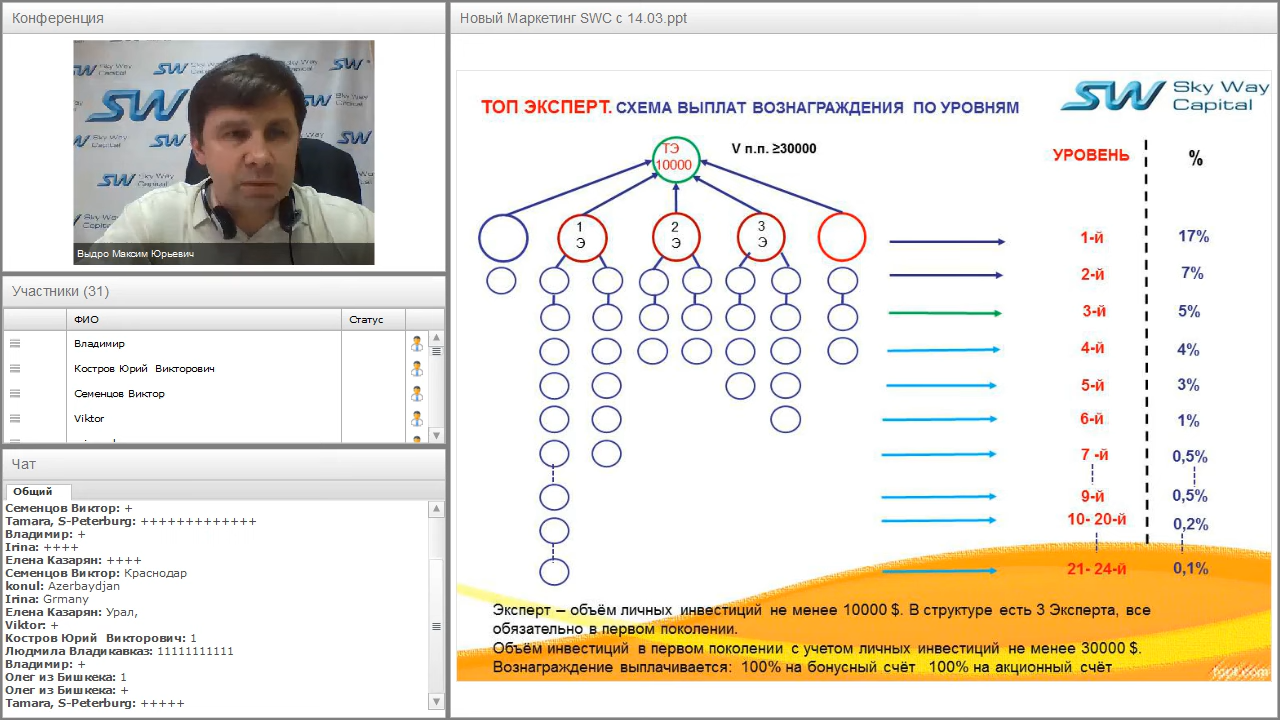 Конференция
SW
Sky Way
Capital
Выдро Максим Юрьевич
Участники (31)
ФИО
Статус
Владимир
Костров Юрий Викторович
Семенцов Виктор
Viktor
Чат
Общий
Семенцов Виктор: +
Tamara, S-Peterburg: +++++++++++++
Владимир: +
Irina: ++++
Елена Казарян: ++++
Семенцов Виктор: Краснодар
konul: Azerbaydjan
Irina: Grmany
Елена Казарян: Урал,
Viktor: +
Костров Юрий Викторович: 1
Людмила Владикавказ: 11111111111
Владимир: +
Олег из Бишкека: 1
Олег из Бишкека: +
Tamara, S-Peterburg: +++++
Новый Маркетинг SWC с 14.03.ppt
SW Sky Way
Capital
ТОП ЭКСПЕРТ. СХЕМА ВЫПЛАТ ВОЗНАГРАЖДЕНИЯ ПО УРОВНЯМ
ТЭ
10000
V п.п. ≥30000
УРОВЕНЬ %
1
Э
2
Э
3
Э
1-й 17%
2-й 7%
3-й 5%
4-й 4%
5-й 3%
6-й 1%
7 -й 0,5%
9-й 0,5%
10- 20-й 0,2%
21- 24-й 0,1%
Эксперт – объём личных инвестиций не менее 10000 $. В структуре есть 3 Эксперта, все
обязательно в первом поколении.
Объём инвестиций в первом поколении с учетом личных инвестиций не менее 30000 $.
Вознаграждение выплачивается: 100% на бонусный счёт 100% на акционный счёт
fppt.com